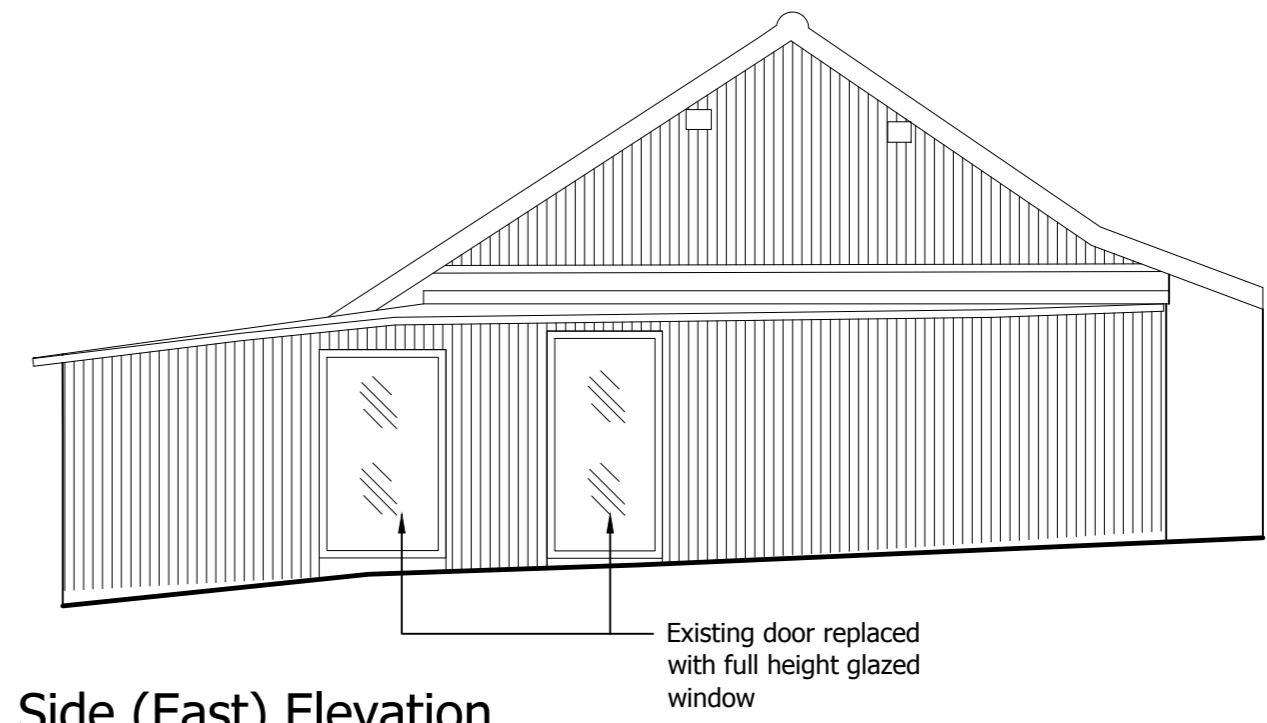 Existing door replaced
with full height glazed
window
Side (East) Elevation